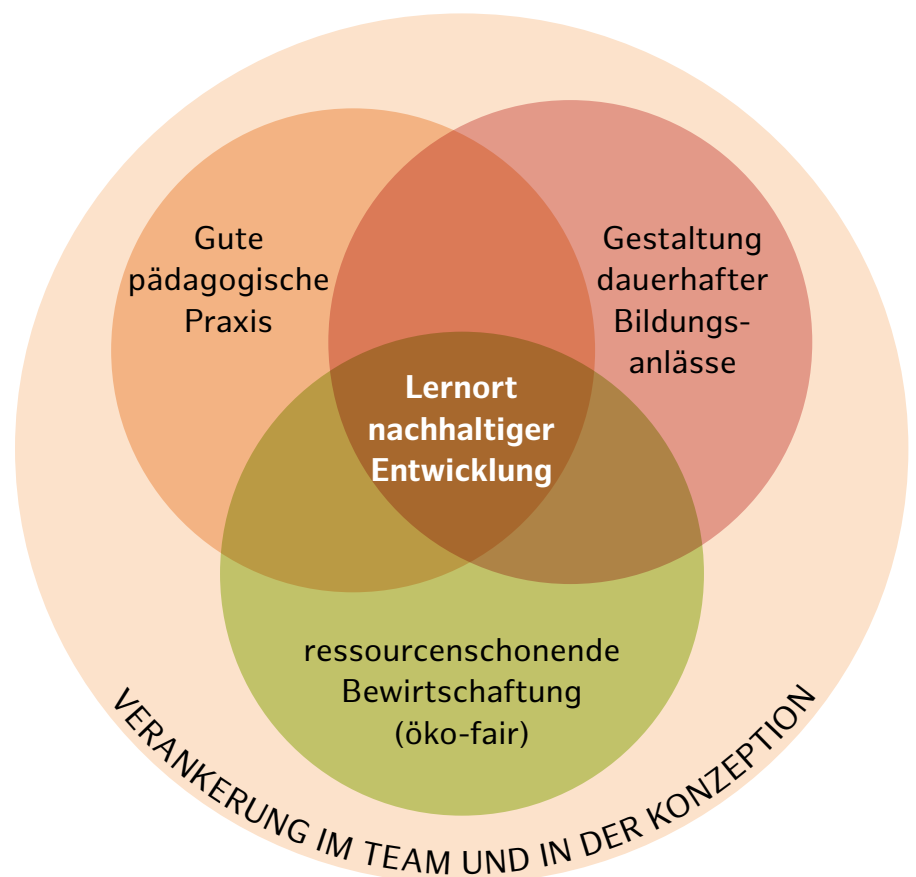 Gute
pädagogische
Praxis
Gestaltung
dauerhafter
Bildungs-
anlässe
Lernort
nachhaltiger
Entwicklung
ressourcenschonende
Bewirtschaftung
(öko-fair)
VERANKERUNG IM TEAM UND IN DER KONZEPTION